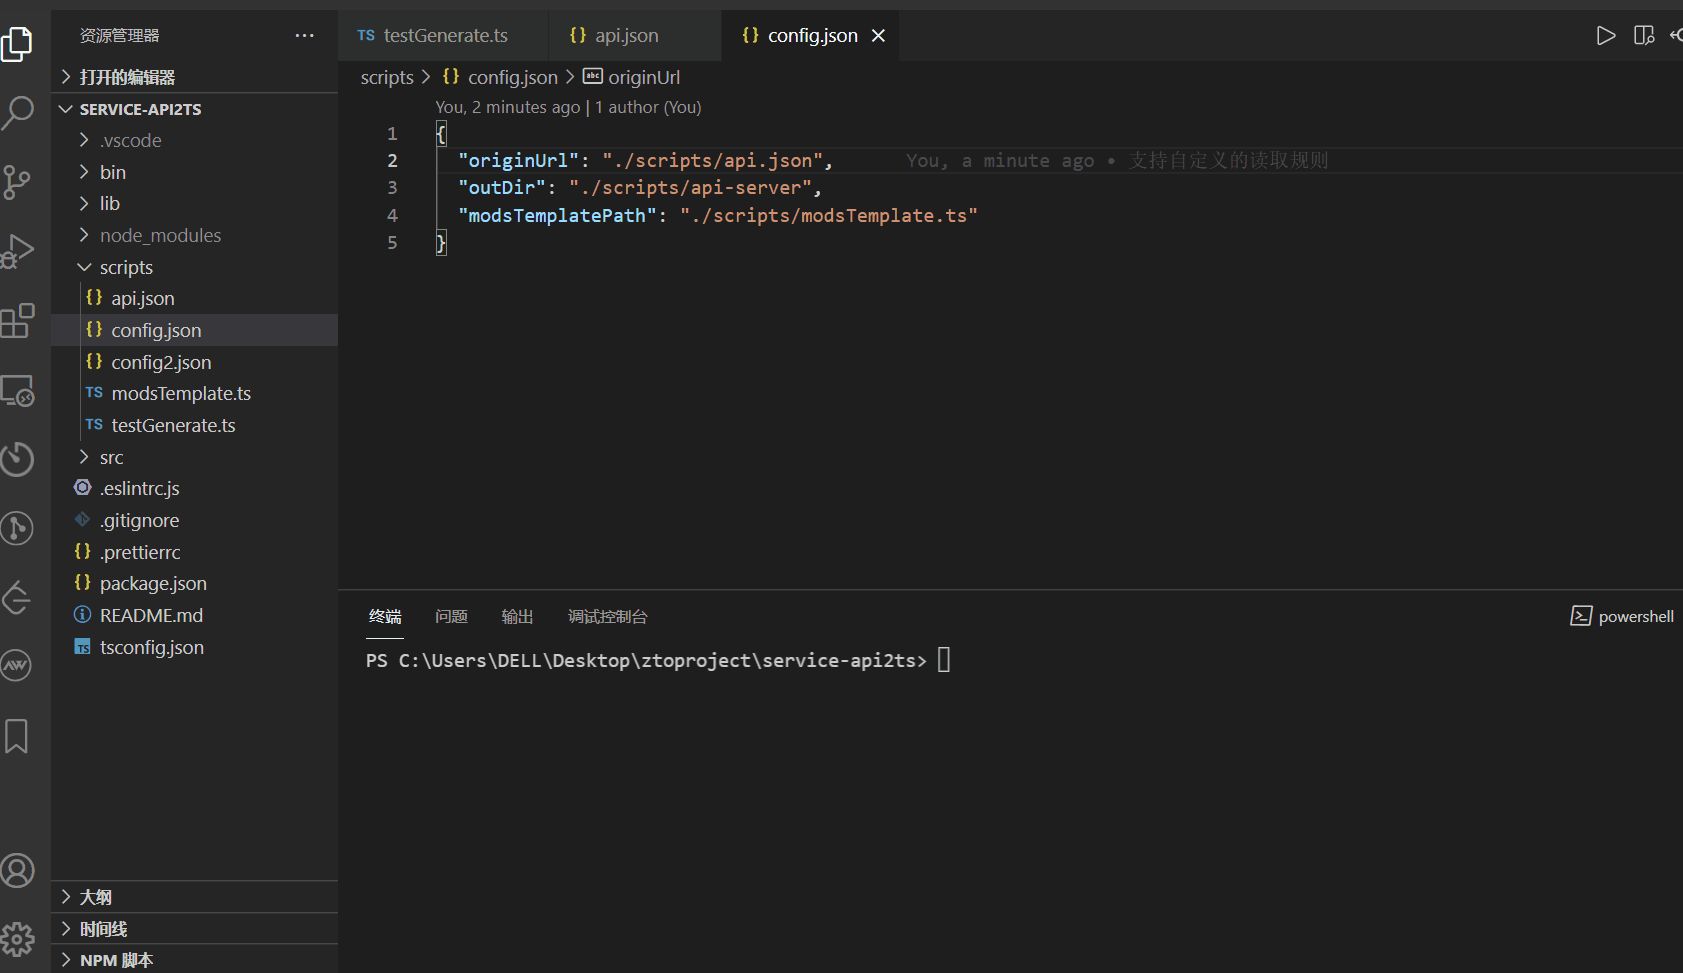 资源管理器 ···
打开的编辑器
SERVICE-API2TS
.vscode
bin
lib
node_modules
scripts
{} api.json
{} config.json
{} config2.json
TS modsTemplate.ts
TS testGenerate.ts
src
.eslintrc.js
.gitignore
{} .prettierrc
{} package.json
README.md
TS tsconfig.json
大纲
时间线
NPM 脚本
TS testGenerate.ts {} api.json {} config.json
scripts > {} config.json > abc originUrl
You, 2 minutes ago | 1 author (You)
1 {
2 "originUrl": "./scripts/api.json", You, a minute ago • 支持自定义的读取规则
3 "outDir": "./scripts/api-server",
4 "modsTemplatePath": "./scripts/modsTemplate.ts"
5 }
终端 问题 输出 调试控制台 powershell
PS C:\Users\DELL\Desktop\ztoproject\service-api2ts>